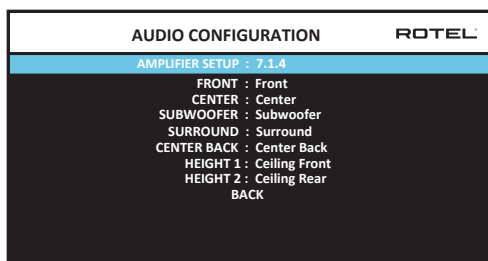 AUDIO CONFIGURATION ROTEL
AMPLIFIER SETUP : 7.1.4
FRONT : Front
CENTER : Center
SUBWOOFER : Subwoofer
SURROUND : Surround
CENTER BACK : Center Back
HEIGHT 1 : Ceiling Front
HEIGHT 2 : Ceiling Rear
BACK